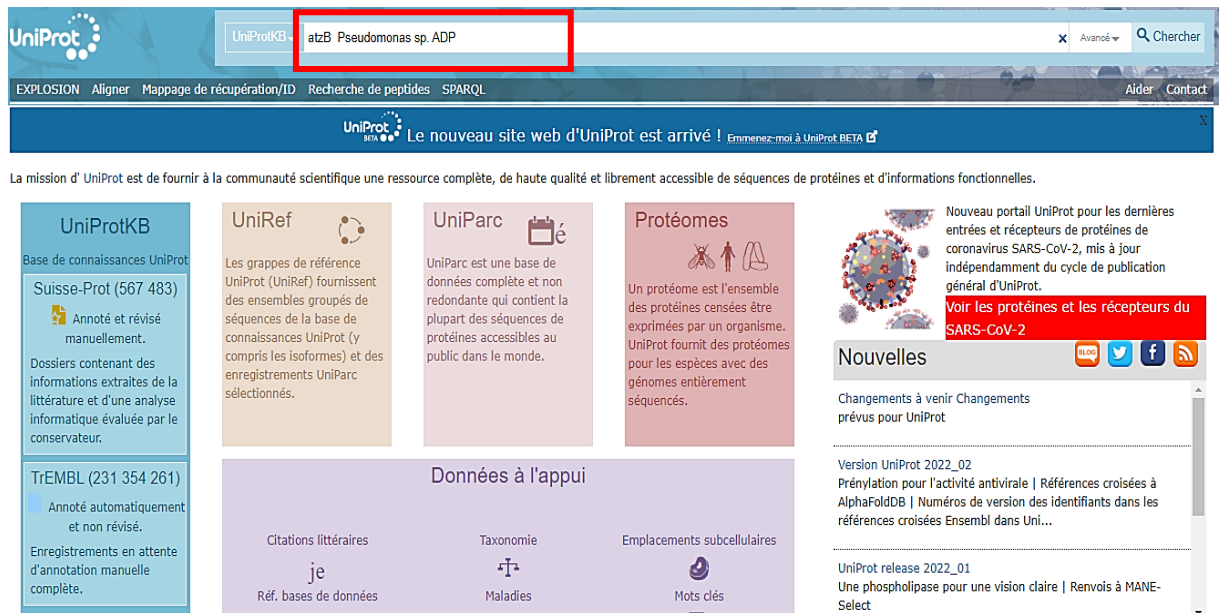 UniProt
UniProtKB
atzB Pseudomonas sp. ADP
x
Avancé
Chercher
EXPLOSION Aligner Mappage de récupération/ID Recherche de peptides SPARQL
Aider Contact
UniProt BETA Le nouveau site web d'UniProt est arrivé ! Emmenez-moi à UniProt BETA
X
La mission d' UniProt est de fournir à la communauté scientifique une ressource complète, de haute qualité et librement accessible de séquences de protéines et d'informations fonctionnelles.
UniProtKB
Base de connaissances UniProt
Suisse-Prot (567 483)
Annoté et révisé
manuellement.
Dossiers contenant des
informations extraites de la
littérature et d'une analyse
informatique évaluée par le
conservateur.
TrEMBL (231 354 261)
Annoté automatiquement
et non révisé.
Enregistrements en attente
d'annotation manuelle
complète.
UniRef
Les grappes de référence
UniProt (UniRef) fournissent
des ensembles groupés de
séquences de la base de
connaissances UniProt (y
compris les isoformes) et des
enregistrements UniParc
sélectionnés.
UniParc
é
UniParc est une base de
données complète et non
redondante qui contient la
plupart des séquences de
protéines accessibles au
public dans le monde.
Protéomes
Un protéome est l'ensemble
des protéines censées être
exprimées par un organisme.
UniProt fournit des protéomes
pour les espèces avec des
génomes entièrement
séquencés.
Données à l'appui
Citations littéraires
Taxonomie
Emplacements subcellulaires
je
Réf. bases de données
Maladies
Mots clés
Nouveau portail UniProt pour les dernières
entrées et récepteurs de protéines de
coronavirus SARS-CoV-2, mis à jour
indépendamment du cycle de publication
général d'UniProt.
Voir les protéines et les récepteurs du
SARS-CoV-2
Nouvelles
BLOG
Changements à venir Changements
prévus pour UniProt
Version UniProt 2022_02
Prénylation pour l'activité antivirale | Références croisées à
AlphaFoldDB | Numéros de version des identifiants dans les
références croisées Ensembl dans Uni...
UniProt release 2022_01
Une phospholipase pour une vision claire | Renvois à MANE-
Select